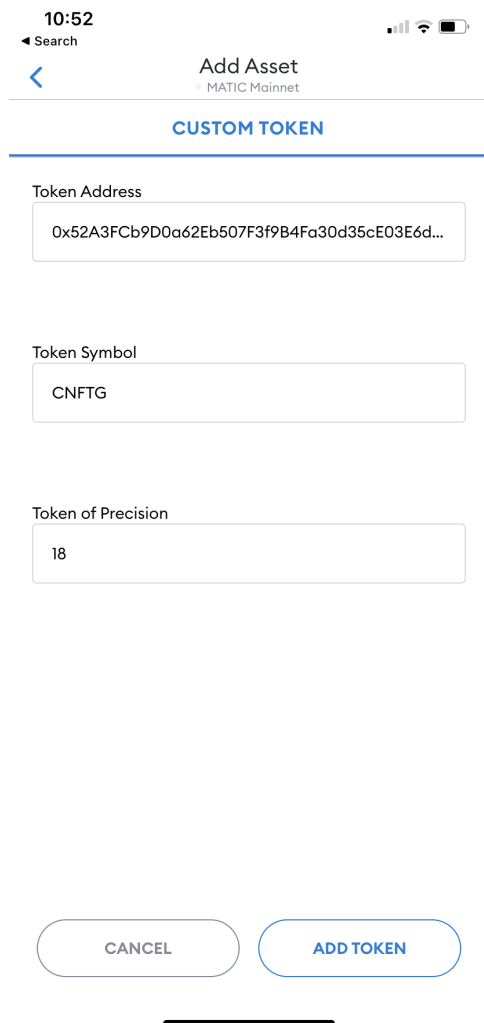 10:52
◀ Search
Add Asset
MATIC Mainnet
CUSTOM TOKEN
Token Address
0x52A3FCb9D0a62Eb507F3f9B4Fa30d35cE03E6d...
Token Symbol
CNFTG
Token of Precision
18
CANCEL
ADD TOKEN